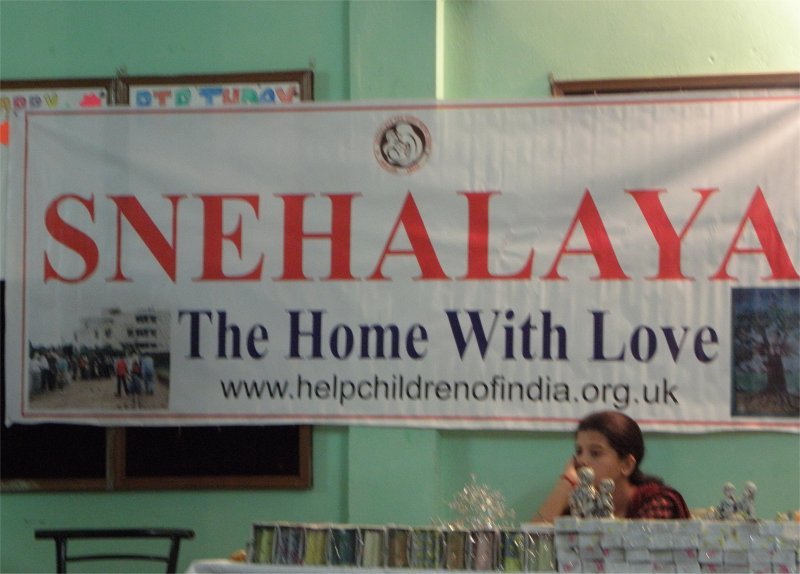 SNEHALAYA
The Home With Love
www.helpchildrenofindia.org.uk